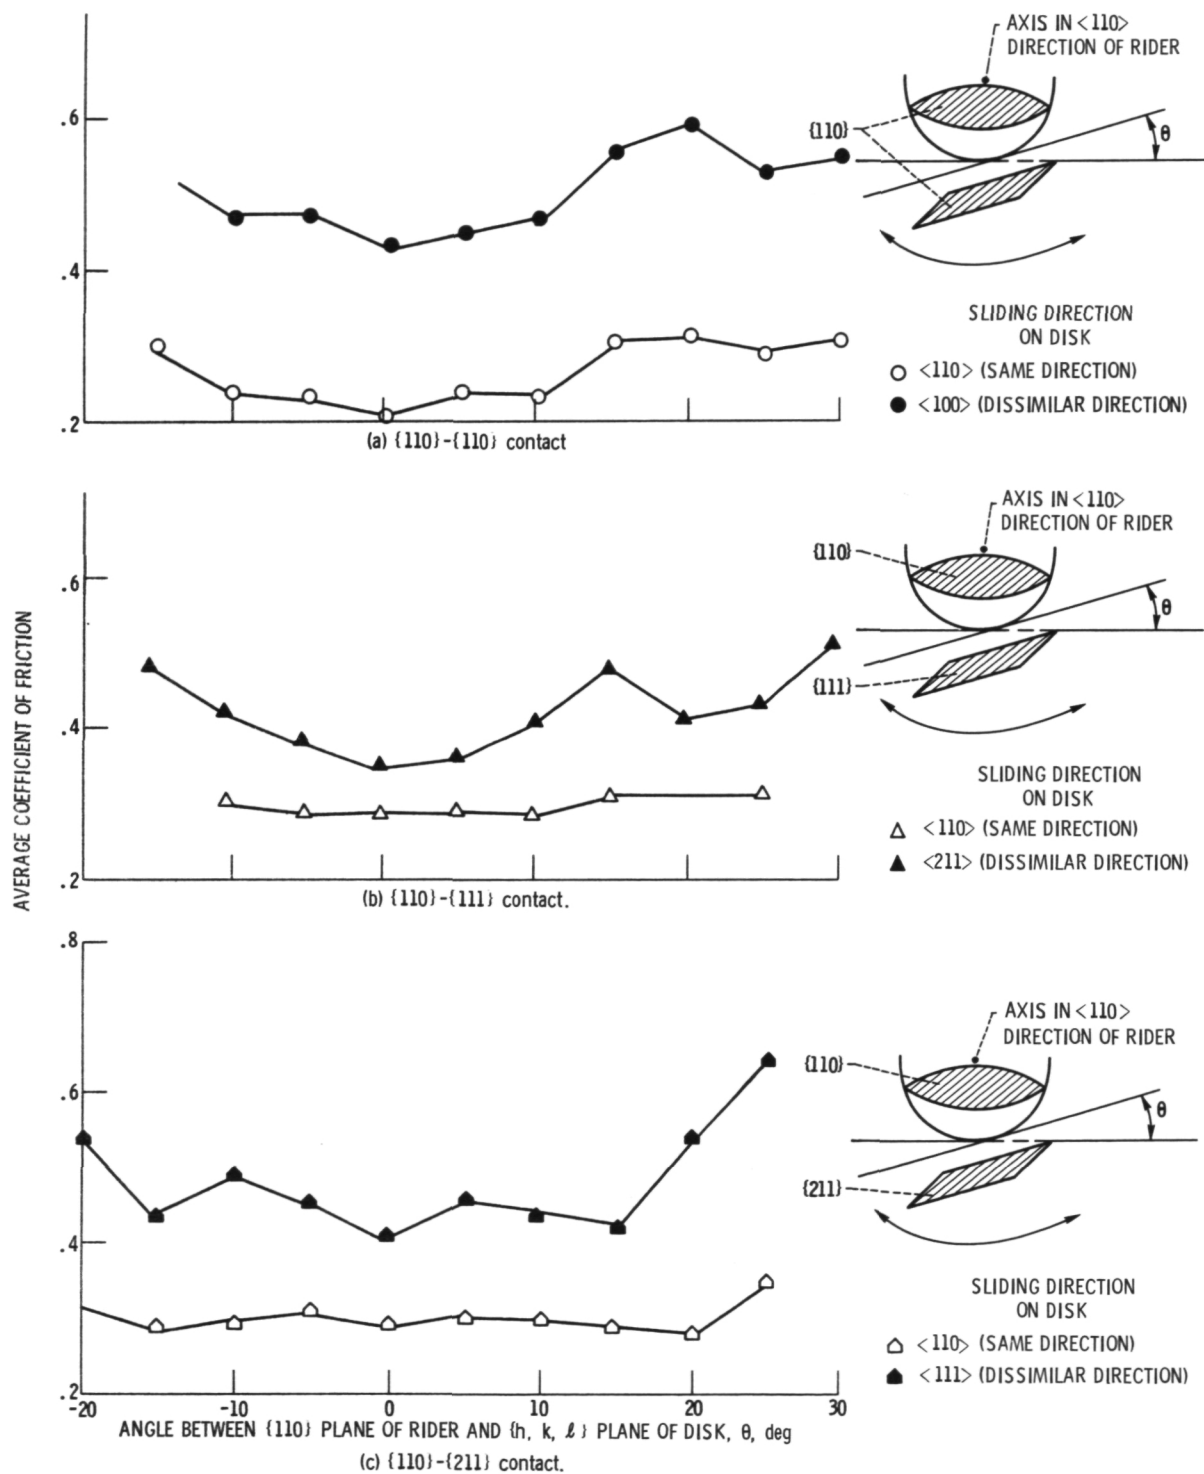 AXIS IN <110>
DIRECTION OF RIDER
.6
{110}
θ
.4
SLIDING DIRECTION
ON DISK
<110> (SAME DIRECTION)
<100> (DISSIMILAR DIRECTION)
.2
(a) {110}-{110} contact
AXIS IN <110>
DIRECTION OF RIDER
{110}
.6
θ
{111}
.4
SLIDING DIRECTION
ON DISK
<110> (SAME DIRECTION)
<211> (DISSIMILAR DIRECTION)
.2
(b) {110}-{111} contact.
AVERAGE COEFFICIENT OF FRICTION
.8
AXIS IN <110>
DIRECTION OF RIDER
{110}
.6
θ
{211}
.4
SLIDING DIRECTION
ON DISK
<110> (SAME DIRECTION)
<111> (DISSIMILAR DIRECTION)
.2
-20 -10 0 10 20 30
ANGLE BETWEEN {110} PLANE OF RIDER AND {h, k, ℓ} PLANE OF DISK, θ, deg
(c) {110}-{211} contact.